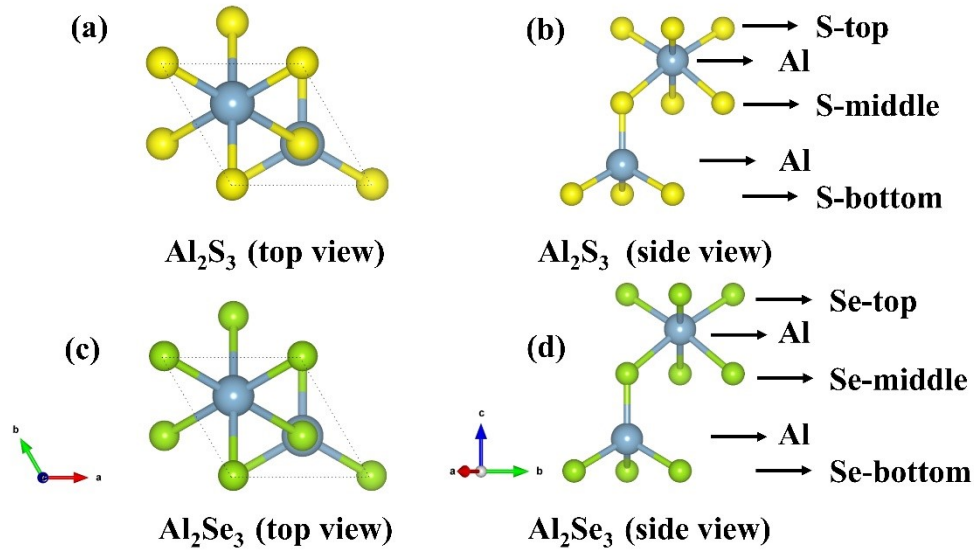 (a)
(b)
S-top
Al
S-middle
Al
S-bottom
Al₂S₃ (top view)
Al₂S₃ (side view)
(c)
(d)
Se-top
Al
Se-middle
Al
Se-bottom
b
a
c
a
b
Al₂Se₃ (top view)
Al₂Se₃ (side view)